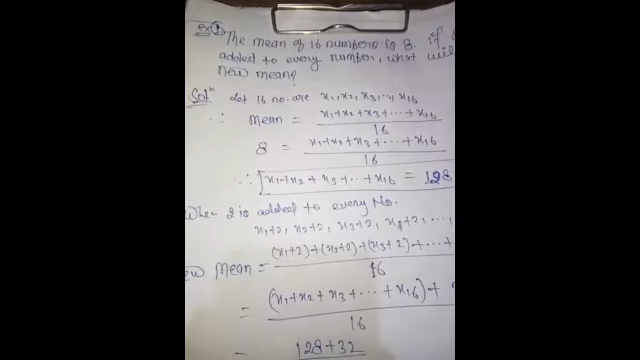 Q 1 The mean of 16 numbers is 8. if
added to every number, what will
new mean?
Solⁿ Let 16 no. are x₁, x₂, x₃, ..., x₁₆
∴ Mean = x₁+x₂+x₃+...+x₁₆
16
8 = x₁+x₂+x₃+...+x₁₆
16
∴ x₁+x₂+x₃+...+x₁₆ = 128
When 2 is added to every No.
x₁+2, x₂+2, x₃+2, x₄+2, ....,
(x₁+2)+(x₂+2)+(x₃+2)+...+
ew Mean =
16
= (x₁+x₂+x₃+...+x₁₆)+
16
= 128+32